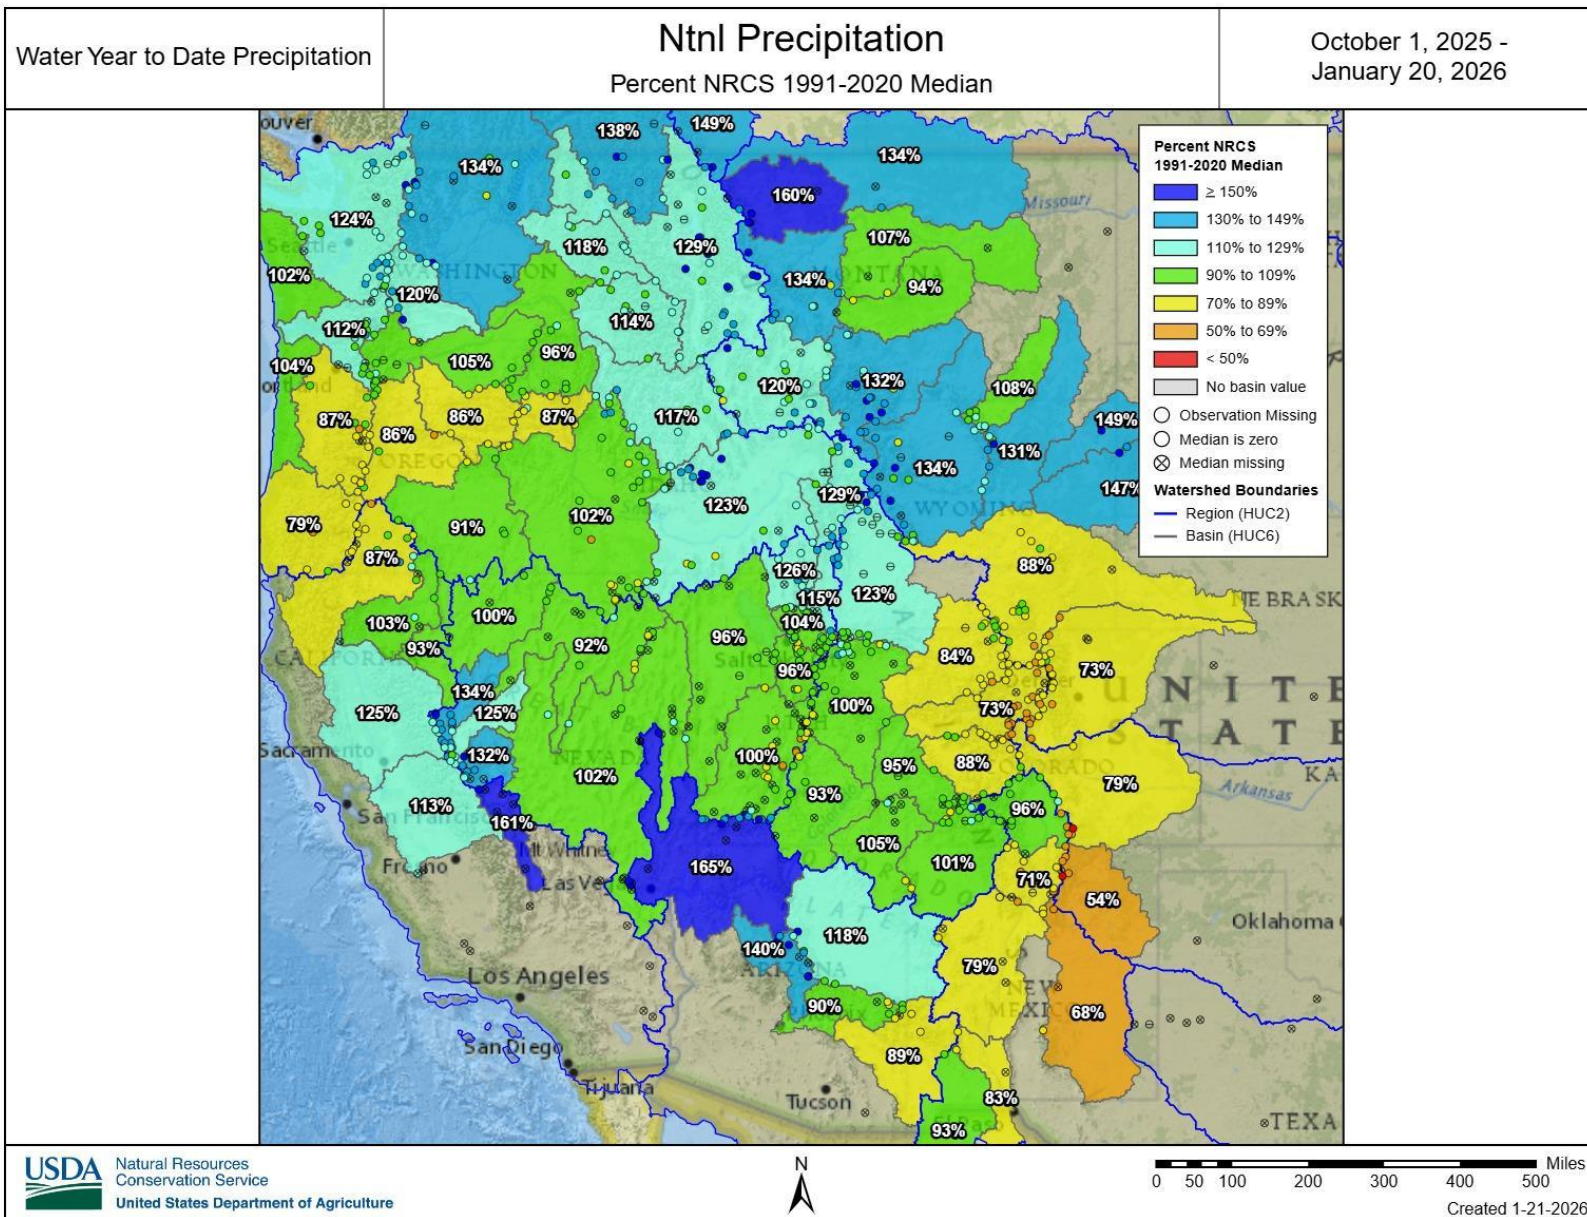 Water Year to Date Precipitation
Ntnl Precipitation
Percent NRCS 1991-2020 Median
October 1, 2025 -
January 20, 2026
ouver
138%
149%
134%
134%
160%
Missouri
124%
107%
118%
129%
Seattle
WASHINGTON
102%
134%
MONTANA
94%
120%
112%
114%
105%
96%
104%
120%
132%
108%
87%
86%
86%
87%
117%
149%
OREGON
131%
134%
147%
129%
123%
WYOMING
79%
91%
102%
87%
88%
126%
123%
115%
NEBRASK
100%
103%
104%
92%
96%
93%
84%
73%
96%
134%
UNITE
125%
125%
100%
73%
STATE
Sacramento
132%
NEVADA
100%
88%
COLORADO
95%
102%
79%
KA
93%
Arkansas
113%
San Francisco
96%
161%
Mt Whitney
105%
101%
Fresno
165%
Las Ve
71%
54%
Oklahoma
118%
140%
ARIZONA
79%
Los Angeles
NEW
MEXICO
90%
68%
San Diego
89%
Tijuana
Tucson
83%
93%
TEXA
Percent NRCS
1991-2020 Median
≥ 150%
130% to 149%
110% to 129%
90% to 109%
70% to 89%
50% to 69%
< 50%
No basin value
Observation Missing
Median is zero
Median missing
Watershed Boundaries
Region (HUC2)
Basin (HUC6)
USDA
Natural Resources
Conservation Service
United States Department of Agriculture
N
Miles
0 50 100 200 300 400 500
Created 1-21-2026